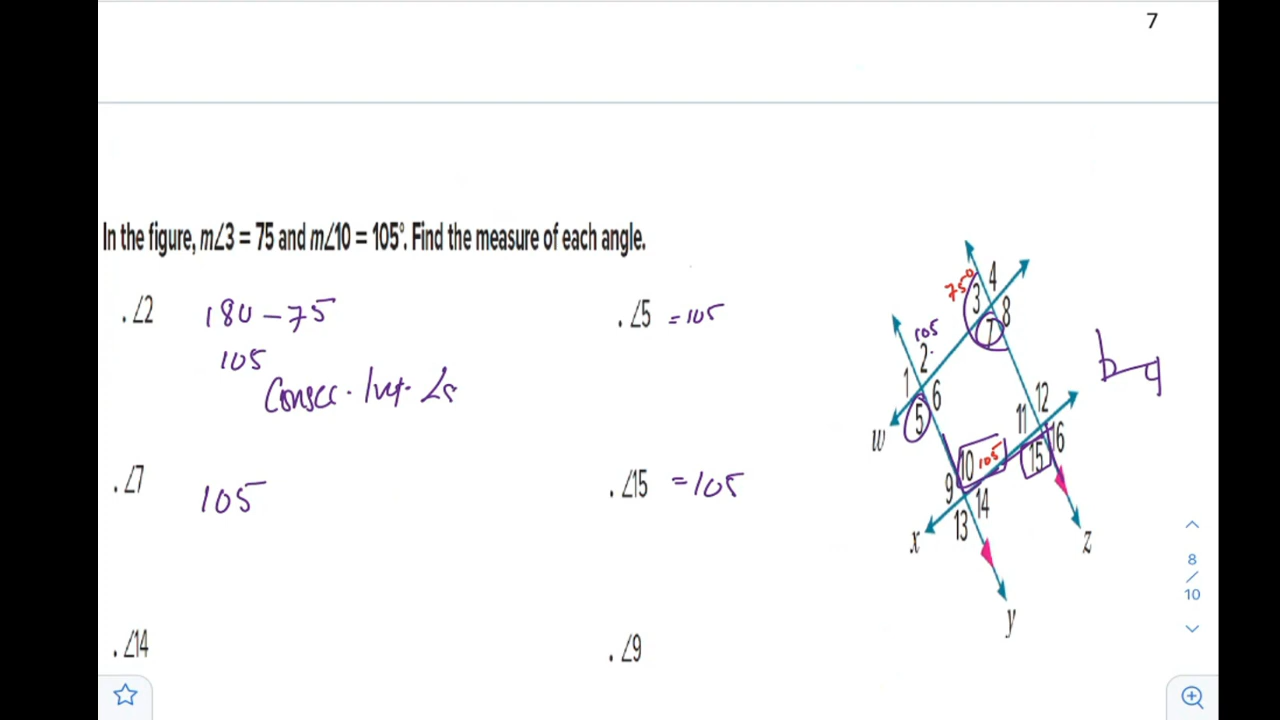 7
In the figure, m∠3 = 75 and m∠10 = 105°. Find the measure of each angle.
. ∠2 180 - 75
105
Consec. Int. ∠s
. ∠5 = 105
. ∠7 105
. ∠15 = 105
. ∠14
. ∠9
75°
3
4
7
8
105
2
1
5
6
w
11
12
10 105
15
16
9
14
13
x
z
y
8
/
10